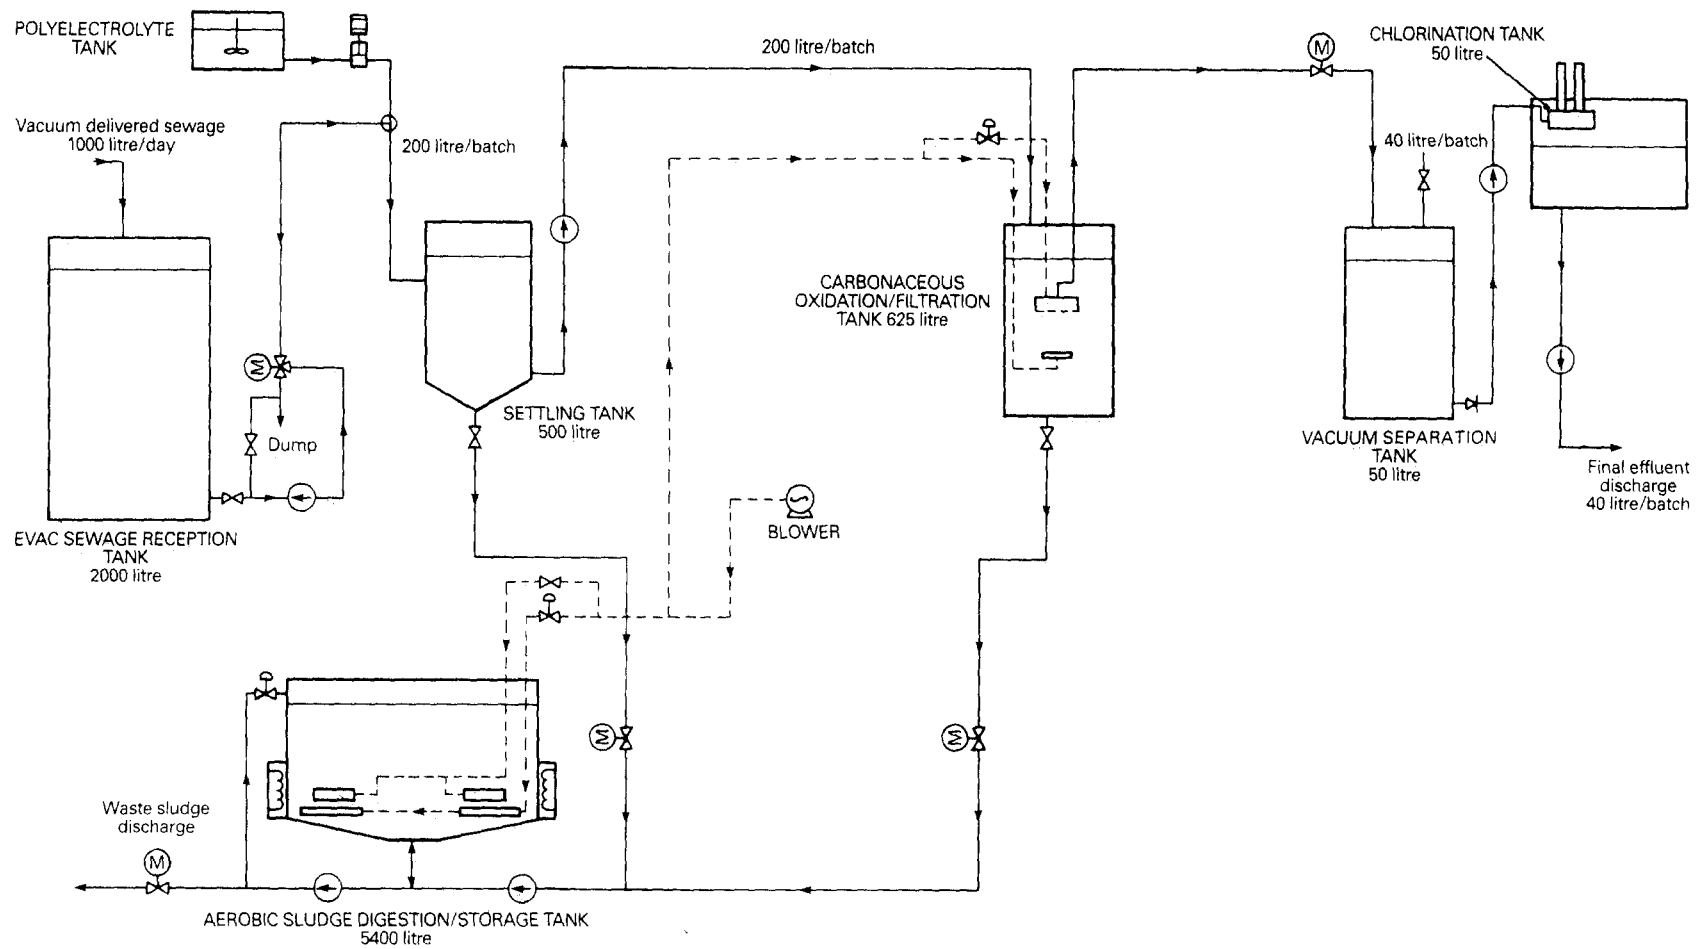 POLYELECTROLYTE
TANK
Vacuum delivered sewage
1000 litre/day
200 litre/batch
200 litre/batch
M
CHLORINATION TANK
50 litre
40 litre/batch
CARBONACEOUS
OXIDATION/FILTRATION
TANK 625 litre
M
Dump
SETTLING TANK
500 litre
VACUUM SEPARATION
TANK
50 litre
Final effluent
discharge
40 litre/batch
EVAC SEWAGE RECEPTION
TANK
2000 litre
BLOWER
M
M
Waste sludge
discharge
M
AEROBIC SLUDGE DIGESTION/STORAGE TANK
5400 litre